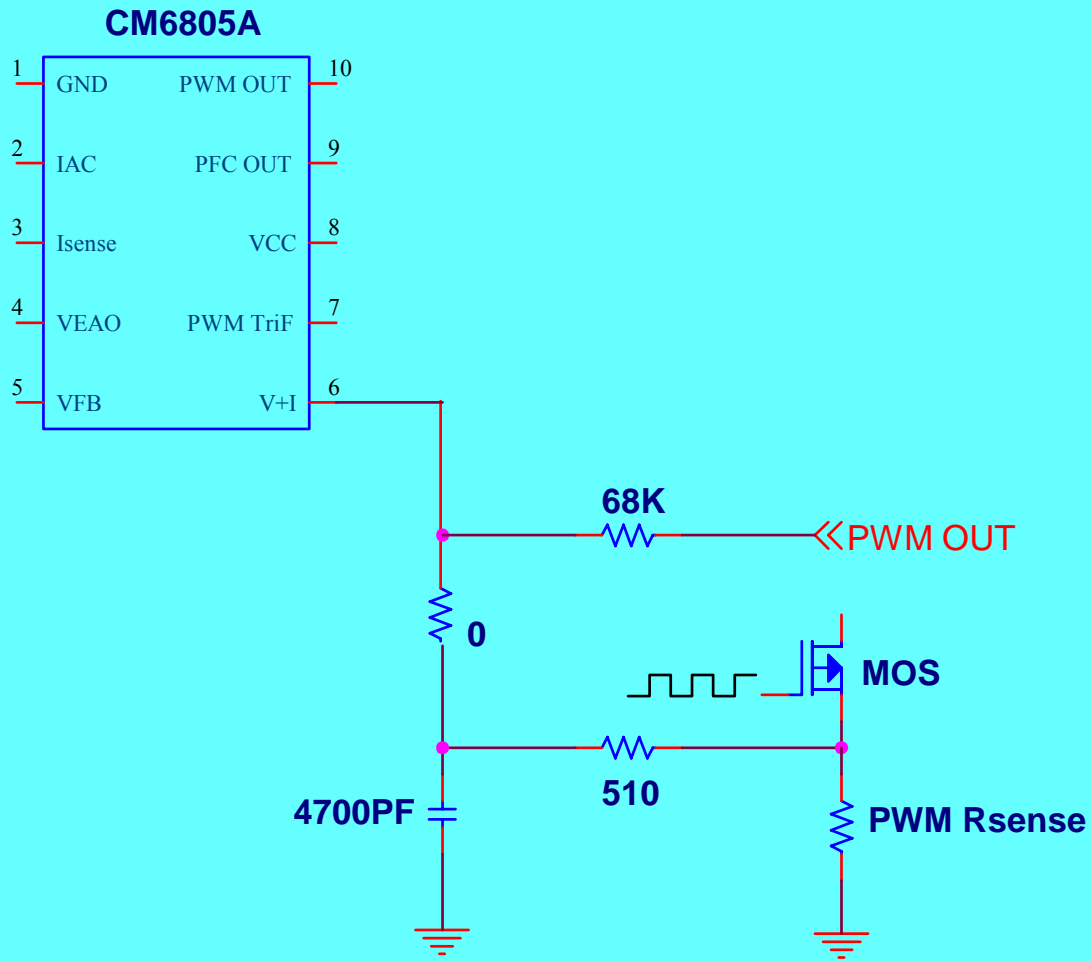 CM6805A
1 GND PWM OUT 10
2 IAC PFC OUT 9
3 Isense VCC 8
4 VEAO PWM TriF 7
5 VFB V+I 6
68K
PWM OUT
0
MOS
510
4700PF
PWM Rsense